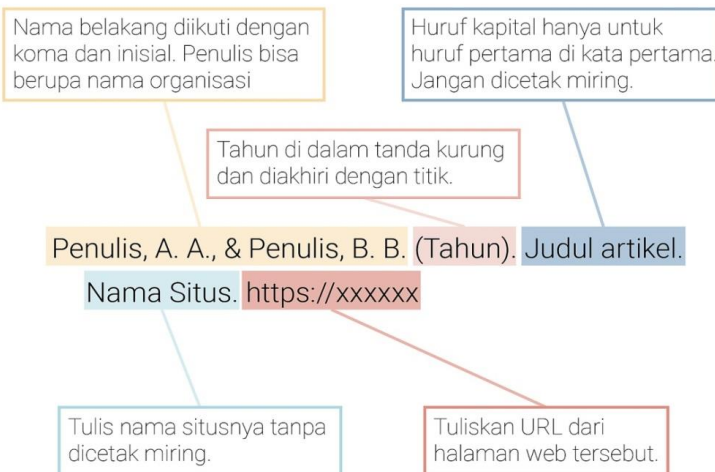 Nama belakang diikuti dengan
koma dan inisial. Penulis bisa
berupa nama organisasi
Huruf kapital hanya untuk
huruf pertama di kata pertama.
Jangan dicetak miring.
Tahun di dalam tanda kurung
dan diakhiri dengan titik.
Penulis, A. A., & Penulis, B. B. (Tahun). Judul artikel.
Nama Situs. https://xxxxxx
Tulis nama situsnya tanpa
dicetak miring.
Tuliskan URL dari
halaman web tersebut.